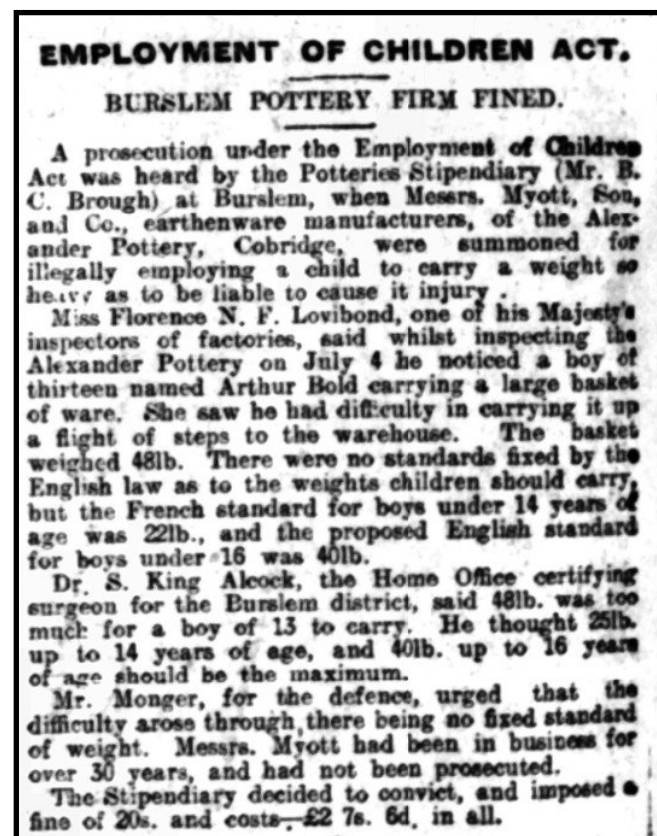 EMPLOYMENT OF CHILDREN ACT.
BURSLEM POTTERY FIRM FINED.
A prosecution under the Employment of Children
Act was heard by the Potteries Stipendiary (Mr. B.
C. Brough) at Burslem, when Messrs. Myott, Son,
and Co., earthenware manufacturers, of the Alex-
ander Pottery, Cobridge, were summoned for
illegally employing a child to carry a weight so
heavy as to be liable to cause it injury .
Miss Florence N. F. Lovibond, one of his Majesty's
inspectors of factories, said whilst inspecting the
Alexander Pottery on July 4 he noticed a boy of
thirteen named Arthur Bold carrying a large basket
of ware. She saw he had difficulty in carrying it up
a flight of steps to the warehouse. The basket
weighed 48lb. There were no standards fixed by the
English law as to the weights children should carry,
but the French standard for boys under 14 years of
age was 22lb., and the proposed English standard
for boys under 16 was 40lb.
Dr. S. King Alcock, the Home Office certifying
surgeon for the Burslem district, said 48lb. was too
much for a boy of 13 to carry. He thought 25lb.
up to 14 years of age, and 40lb. up to 16 years
of age should be the maximum.
Mr. Monger, for the defence, urged that the
difficulty arose through there being no fixed standard
of weight. Messrs. Myott had been in business for
over 30 years, and had not been prosecuted.
The Stipendiary decided to convict, and imposed a
fine of 20s. and costs—£2 7s. 6d. in all.